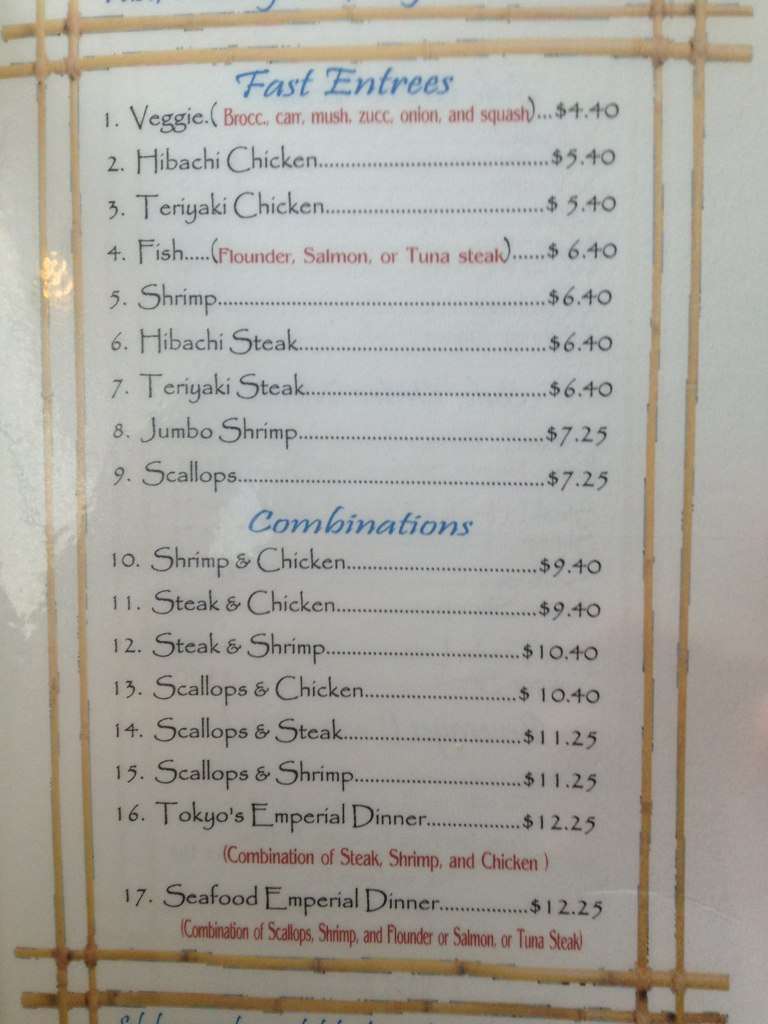 Fast Entrees
1. Veggie.( Brocc., carr, mush, zucc, onion, and squash)...$4.40
2. Hibachi Chicken..................................................$5.40
3. Teriyaki Chicken................................................$ 5.40
4. Fish.....(Flounder, Salmon, or Tuna steak)......$ 6.40
5. Shrimp........................................................................$6.40
6. Hibachi Steak.......................................................$6.40
7. Teriyaki Steak......................................................$6.40
8. Jumbo Shrimp.......................................................$7.25
9. Scallops....................................................................$7.25
Combinations
10. Shrimp & Chicken..........................................$9.40
11. Steak & Chicken.............................................$9.40
12. Steak & Shrimp...........................................$10.40
13. Scallops & Chicken..................................$ 10.40
14. Scallops & Steak........................................$11.25
15. Scallops & Shrimp.....................................$11.25
16. Tokyo's Emperial Dinner.....................$12.25
(Combination of Steak, Shrimp, and Chicken )
17. Seafood Emperial Dinner...................$12.25
(Combination of Scallops, Shrimp, and Flounder or Salmon, or Tuna Steak)